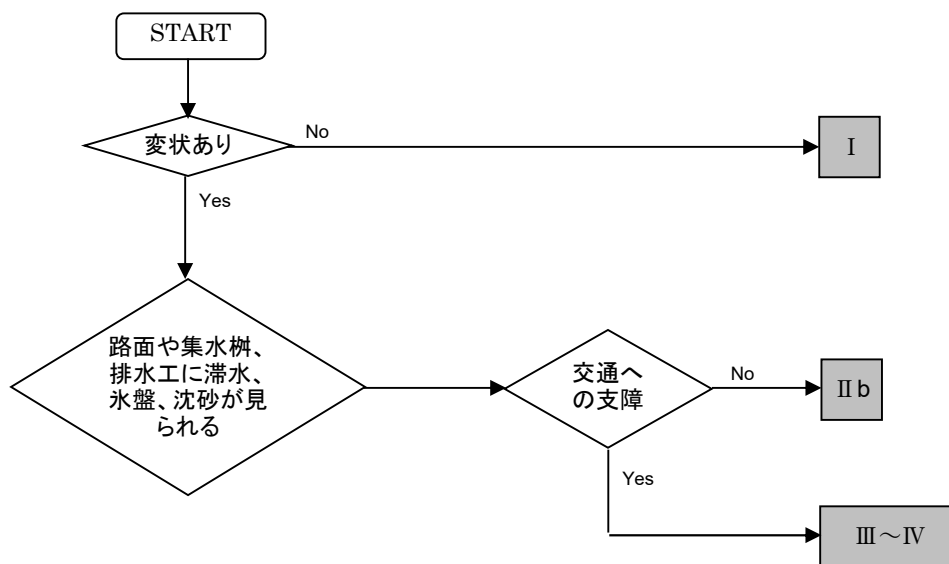 START
変状あり
No
Ⅰ
Yes
路面や集水桝、
排水工に滞水、
氷盤、沈砂が見
られる
交通へ
の支障
No
Ⅱb
Yes
Ⅲ～Ⅳ